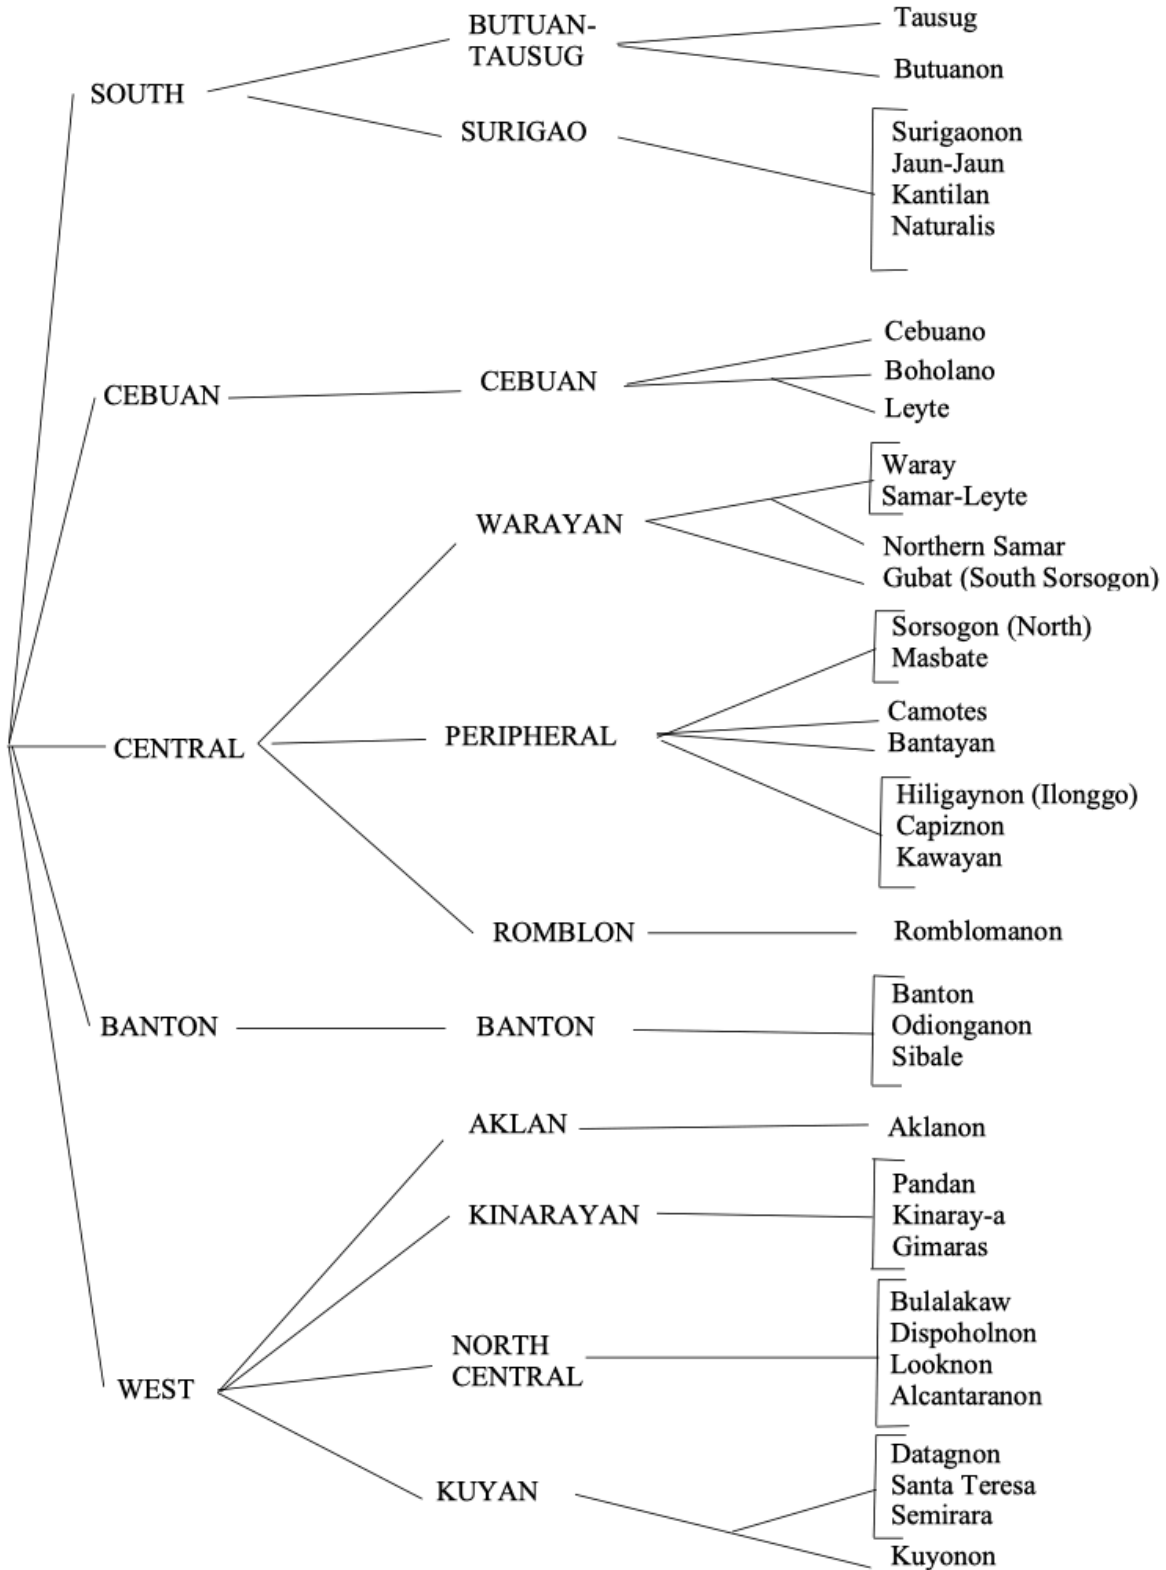 BUTUAN-
TAUSUG
Tausug
Butuanon
SOUTH
SURIGAO
Surigaonon
Jaun-Jaun
Kantilan
Naturalis
CEBUAN
CEBUAN
Cebuano
Boholano
Leyte
WARAYAN
Waray
Samar-Leyte
Northern Samar
Gubat (South Sorsogon)
CENTRAL
PERIPHERAL
Sorsogon (North)
Masbate
Camotes
Bantayan
Hiligaynon (Ilonggo)
Capiznon
Kawayan
ROMBLON
Romblomanon
BANTON
BANTON
Banton
Odionganon
Sibale
AKLAN
Aklanon
KINARAYAN
Pandan
Kinaray-a
Gimaras
WEST
NORTH
CENTRAL
Bulalakaw
Dispoholnon
Looknon
Alcantaranon
KUYAN
Datagnon
Santa Teresa
Semirara
Kuyonon